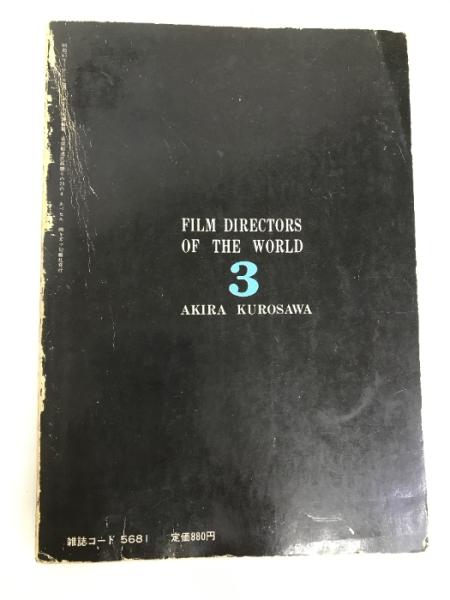 FILM DIRECTORS
OF THE WORLD
3
AKIRA KUROSAWA
雑誌コード 5681 定価880円